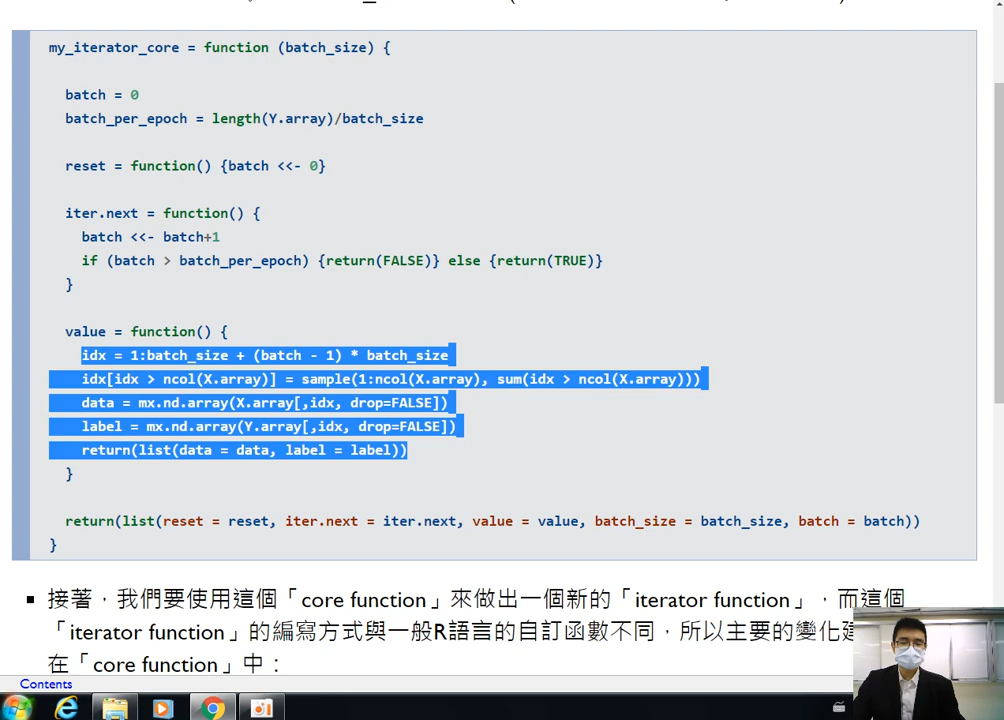 my_iterator_core = function (batch_size) {
batch = 0
batch_per_epoch = length(Y.array)/batch_size
reset = function() {batch <<- 0}
iter.next = function() {
batch <<- batch+1
if (batch > batch_per_epoch) {return(FALSE)} else {return(TRUE)}
}
value = function() {
idx = 1:batch_size + (batch - 1) * batch_size
idx[idx > ncol(X.array)] = sample(1:ncol(X.array), sum(idx > ncol(X.array)))
data = mx.nd.array(X.array[,idx, drop=FALSE])
label = mx.nd.array(Y.array[,idx, drop=FALSE])
return(list(data = data, label = label))
}
return(list(reset = reset, iter.next = iter.next, value = value, batch_size = batch_size, batch = batch))
}
▪ 接著，我們要使用這個「core function」來做出一個新的「iterator function」，而這個
「iterator function」的編寫方式與一般R語言的自訂函數不同，所以主要的變化
在「core function」中：
Contents